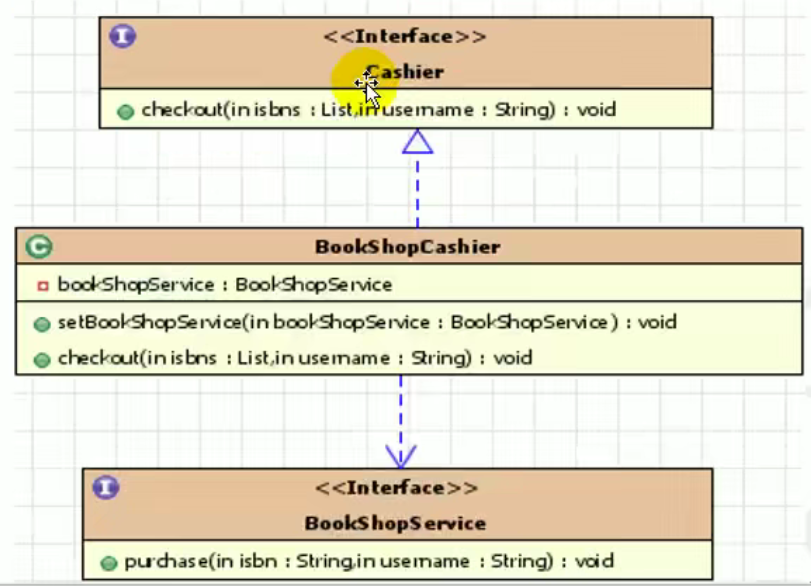 I
<<Interface>>
Cashier
checkout(in isbns : List,in username : String) : void
C
BookShopCashier
bookShopService : BookShopService
setBookShopService(in bookShopService : BookShopService) : void
checkout(in isbns : List,in username : String) : void
I
<<Interface>>
BookShopService
purchase(in isbn : String,in username : String) : void